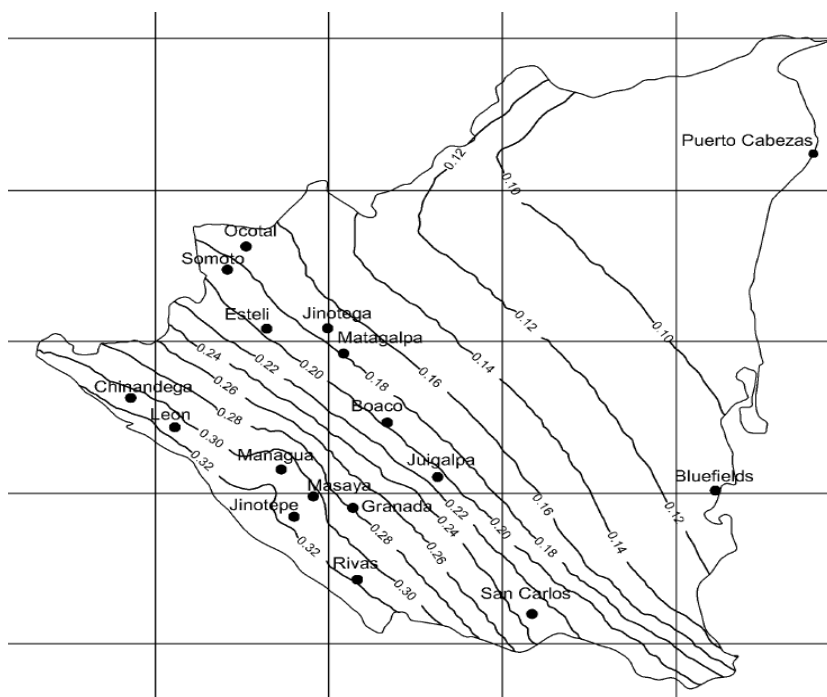 Puerto Cabezas
0.12
0.10
Ocotal
Somoto
Esteli
Jinotega
Matagalpa
0.10
0.12
0.24
0.22
0.20
0.18
0.16
0.14
Chinandega
0.26
Leon
0.28
Boaco
0.30
0.32
Managua
Juigalpa
Masaya
Bluefields
Jinotepe
Granada
0.22
0.20
0.16
0.12
0.24
0.18
0.14
0.32
0.28
0.26
Rivas
0.30
San Carlos